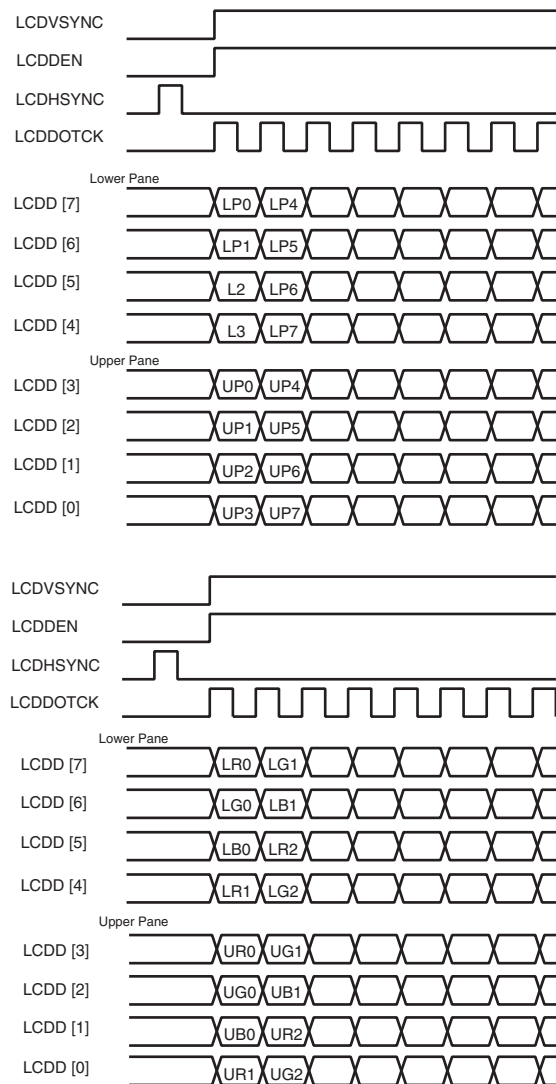 LCDVSYNC
LCDDEN
LCDHSYNC
LCDDOTCK
Lower Pane
LCDD [7] LP0 LP4
LCDD [6] LP1 LP5
LCDD [5] L2 LP6
LCDD [4] L3 LP7
Upper Pane
LCDD [3] UP0 UP4
LCDD [2] UP1 UP5
LCDD [1] UP2 UP6
LCDD [0] UP3 UP7
LCDVSYNC
LCDDEN
LCDHSYNC
LCDDOTCK
Lower Pane
LCDD [7] LR0 LG1
LCDD [6] LG0 LB1
LCDD [5] LB0 LR2
LCDD [4] LR1 LG2
Upper Pane
LCDD [3] UR0 UG1
LCDD [2] UG0 UB1
LCDD [1] UB0 UR2
LCDD [0] UR1 UG2